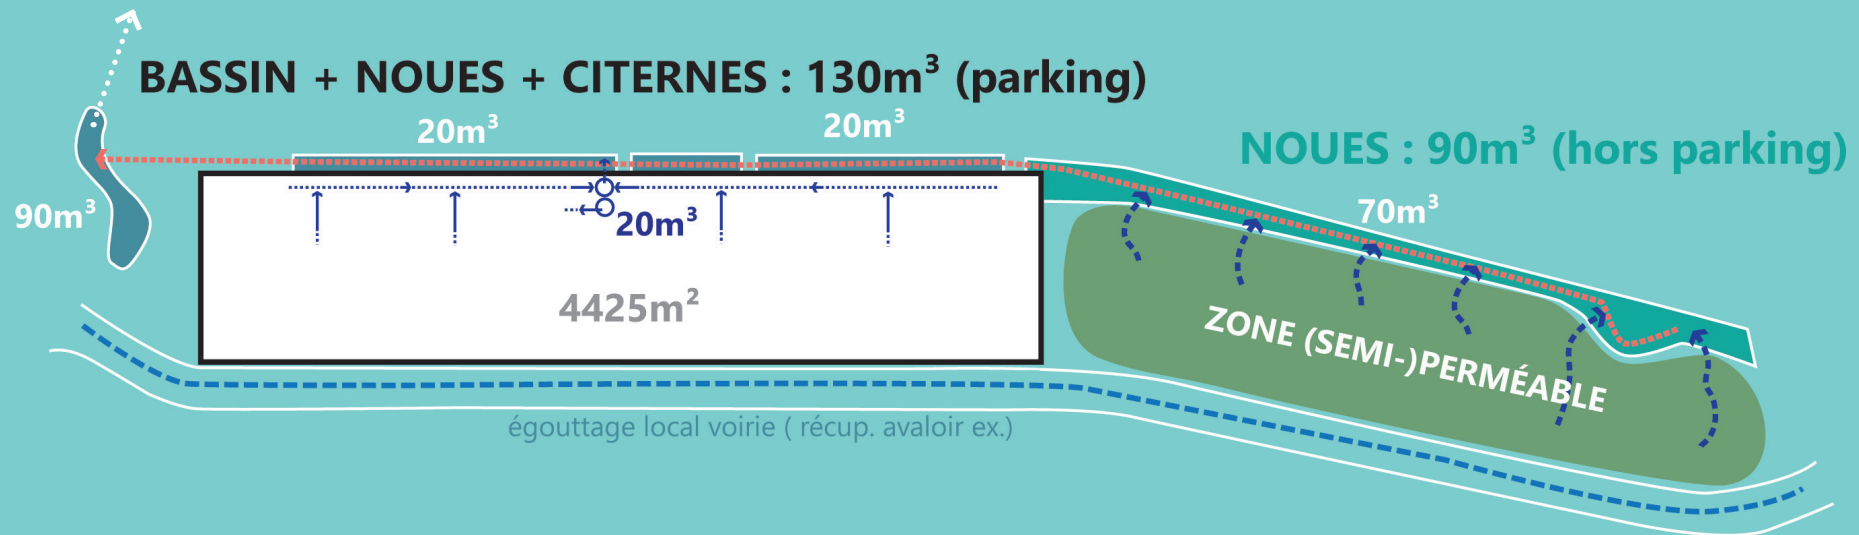 BASSIN + NOUES + CITERNES : 130m³ (parking)
20m³
20m³
NOUES : 90m³ (hors parking)
90m³
20m³
70m³
4425m²
ZONE (SEMI-)PERMÉABLE
égouttage local voirie ( récup. avaloir ex.)